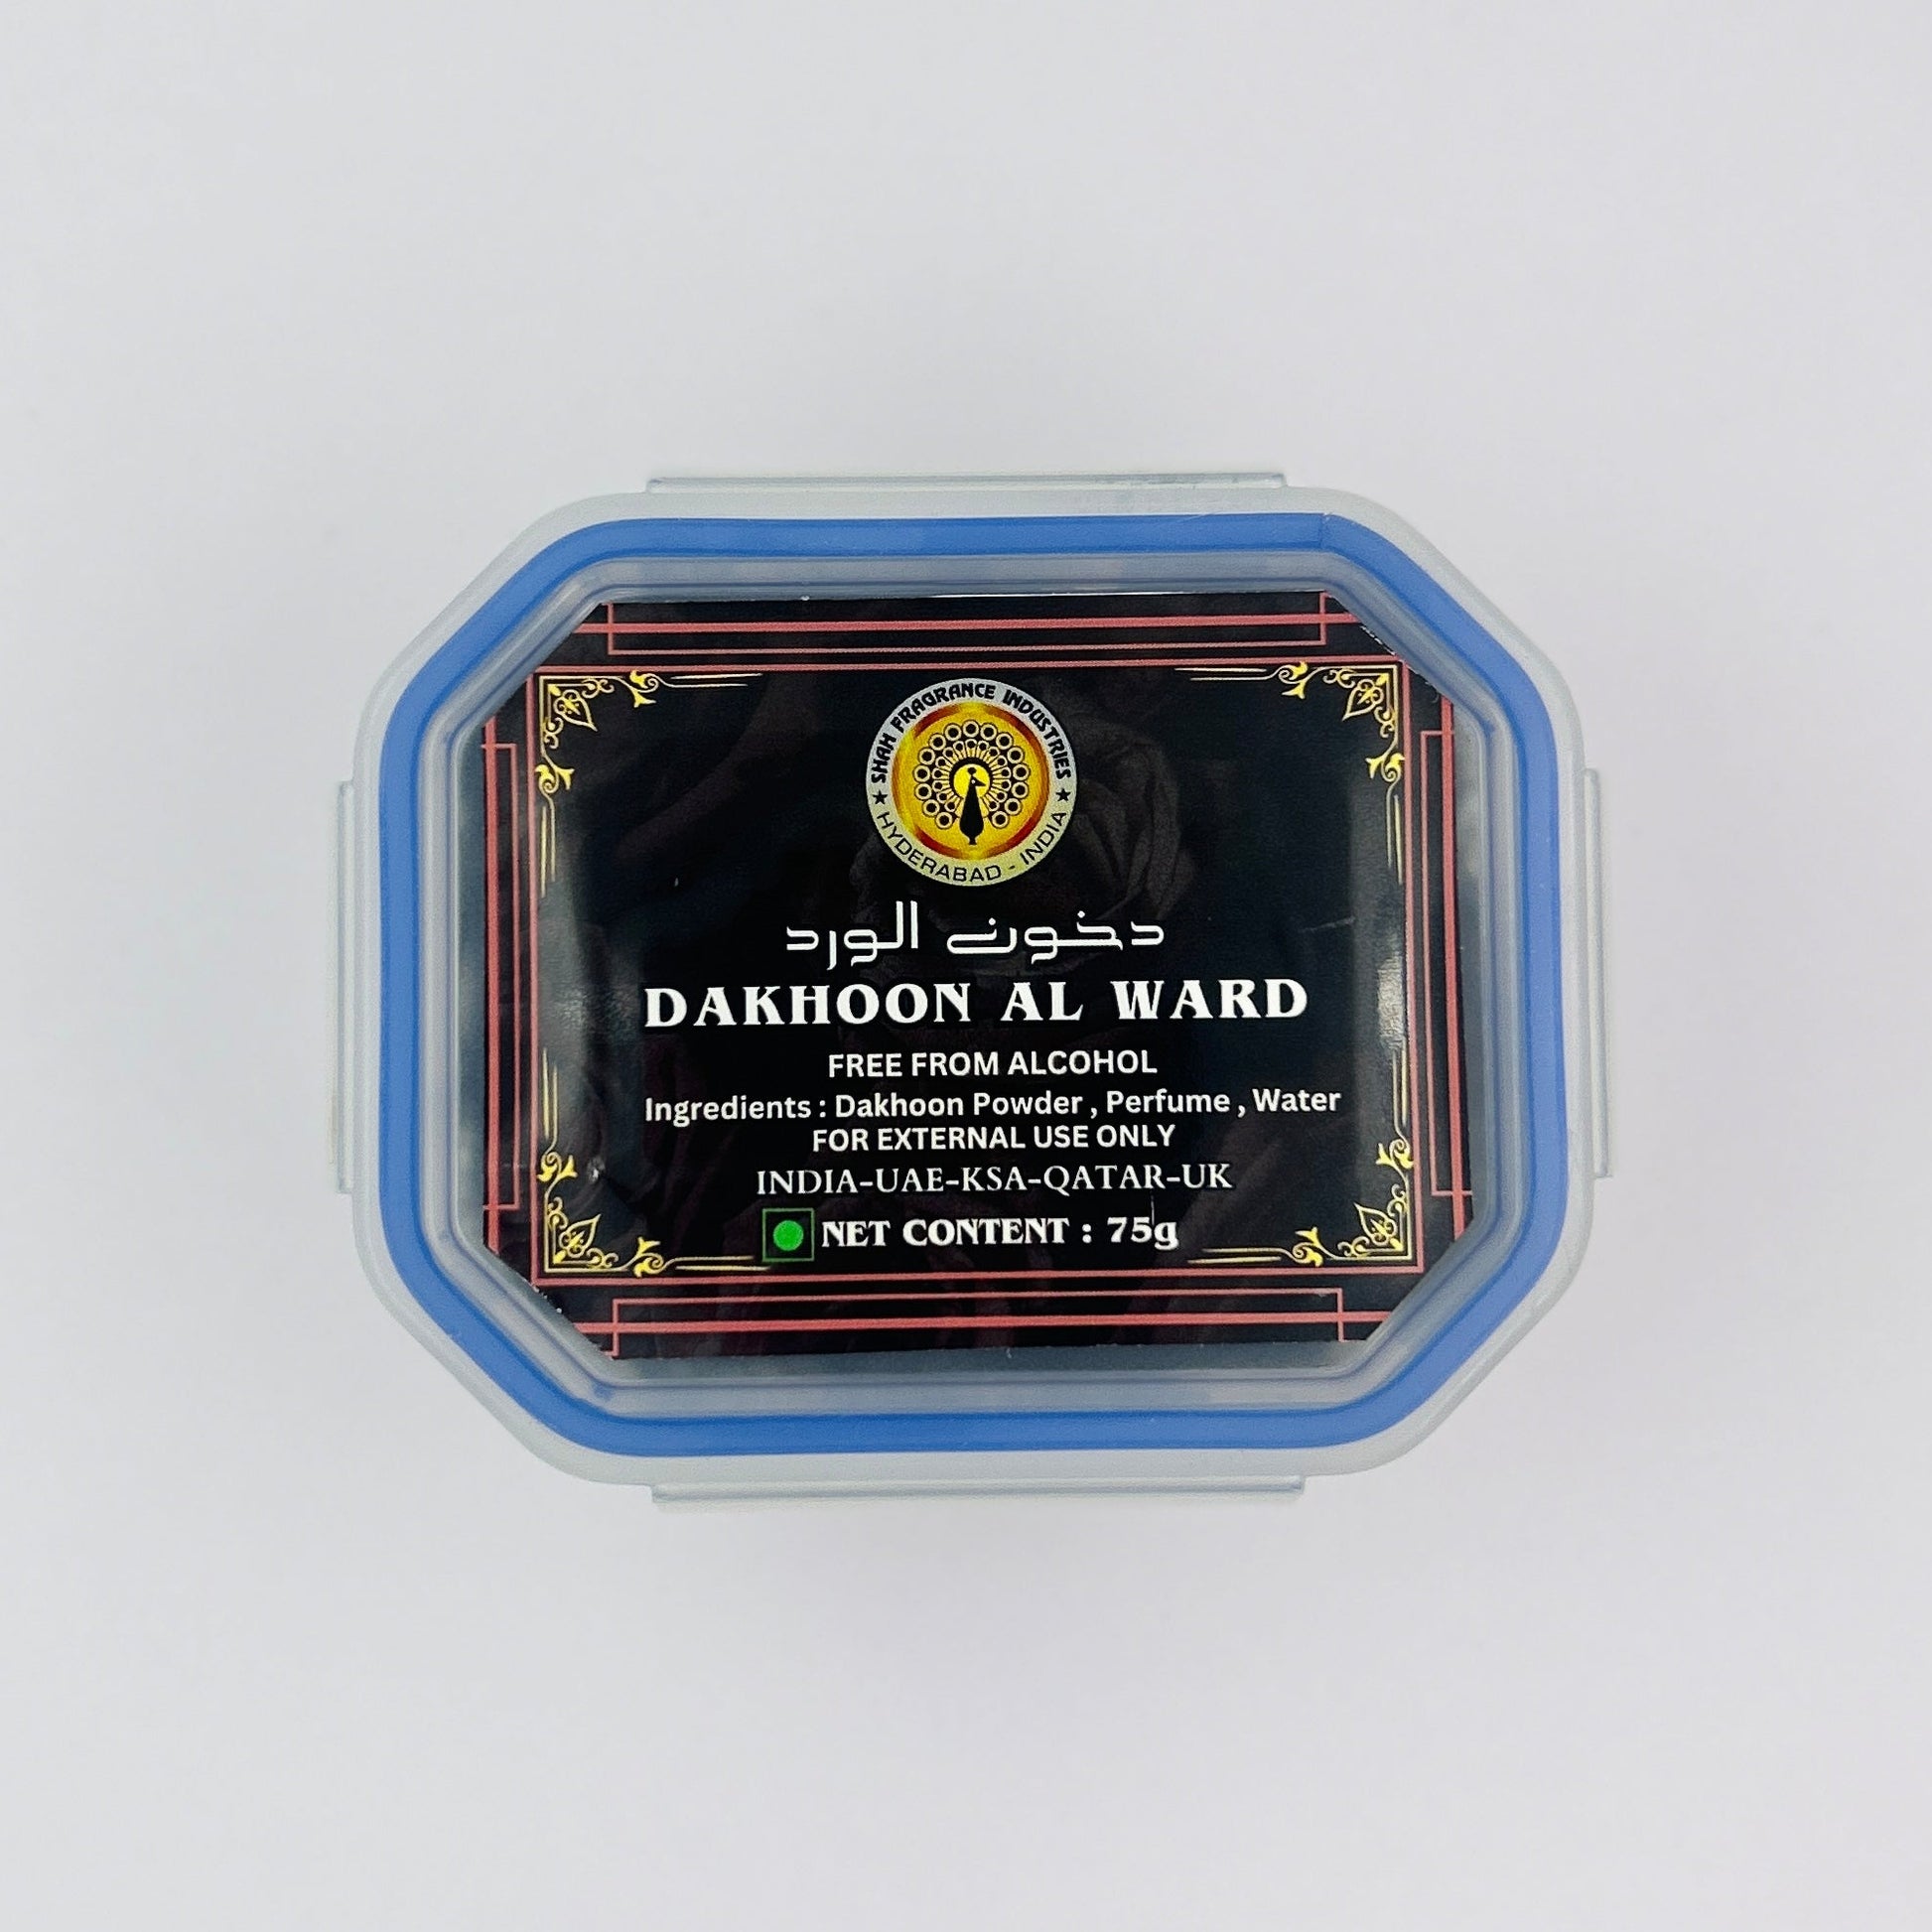 SHAH FRAGRANCE INDUSTRIES
★ HYDERABAD - INDIA ★
دخون الورد
DAKHOON AL WARD
FREE FROM ALCOHOL
Ingredients : Dakhoon Powder , Perfume , Water
FOR EXTERNAL USE ONLY
INDIA-UAE-KSA-QATAR-UK
NET CONTENT : 75g